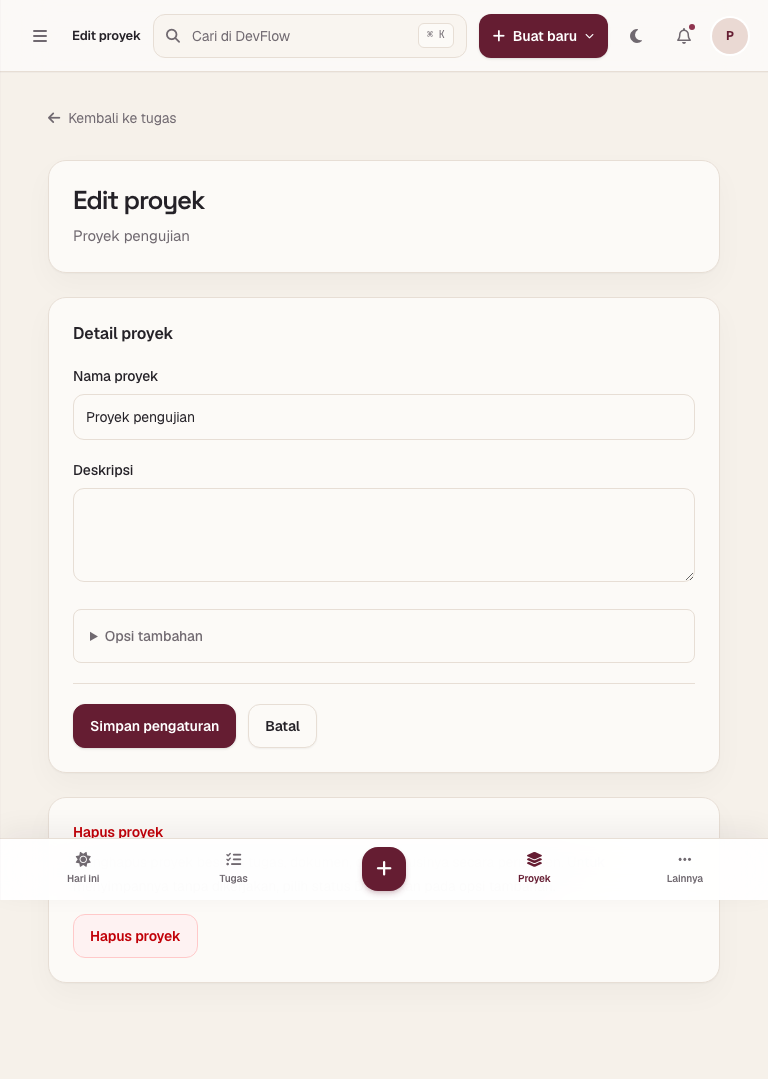 Edit proyek
Cari di DevFlow
⌘ K
Buat baru
P
Kembali ke tugas
Edit proyek
Proyek pengujian
Detail proyek
Nama proyek
Proyek pengujian
Deskripsi
Opsi tambahan
Simpan pengaturan
Batal
Hapus proyek
Hari ini
Tugas
Proyek
Lainnya
Hapus proyek